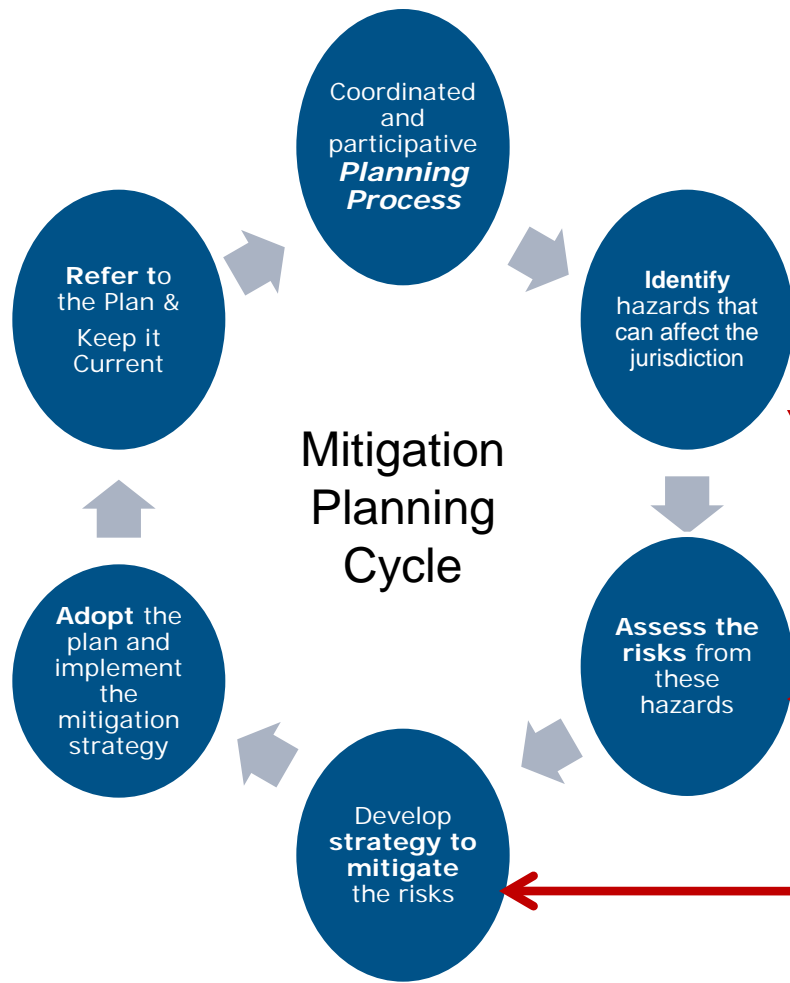 Coordinated
and
participative
Planning
Process
Identify
hazards that
can affect the
jurisdiction
Assess the
risks from
these
hazards
Develop
strategy to
mitigate
the risks
Adopt the
plan and
implement
the
mitigation
strategy
Refer to
the Plan &
Keep it
Current
Mitigation
Planning
Cycle